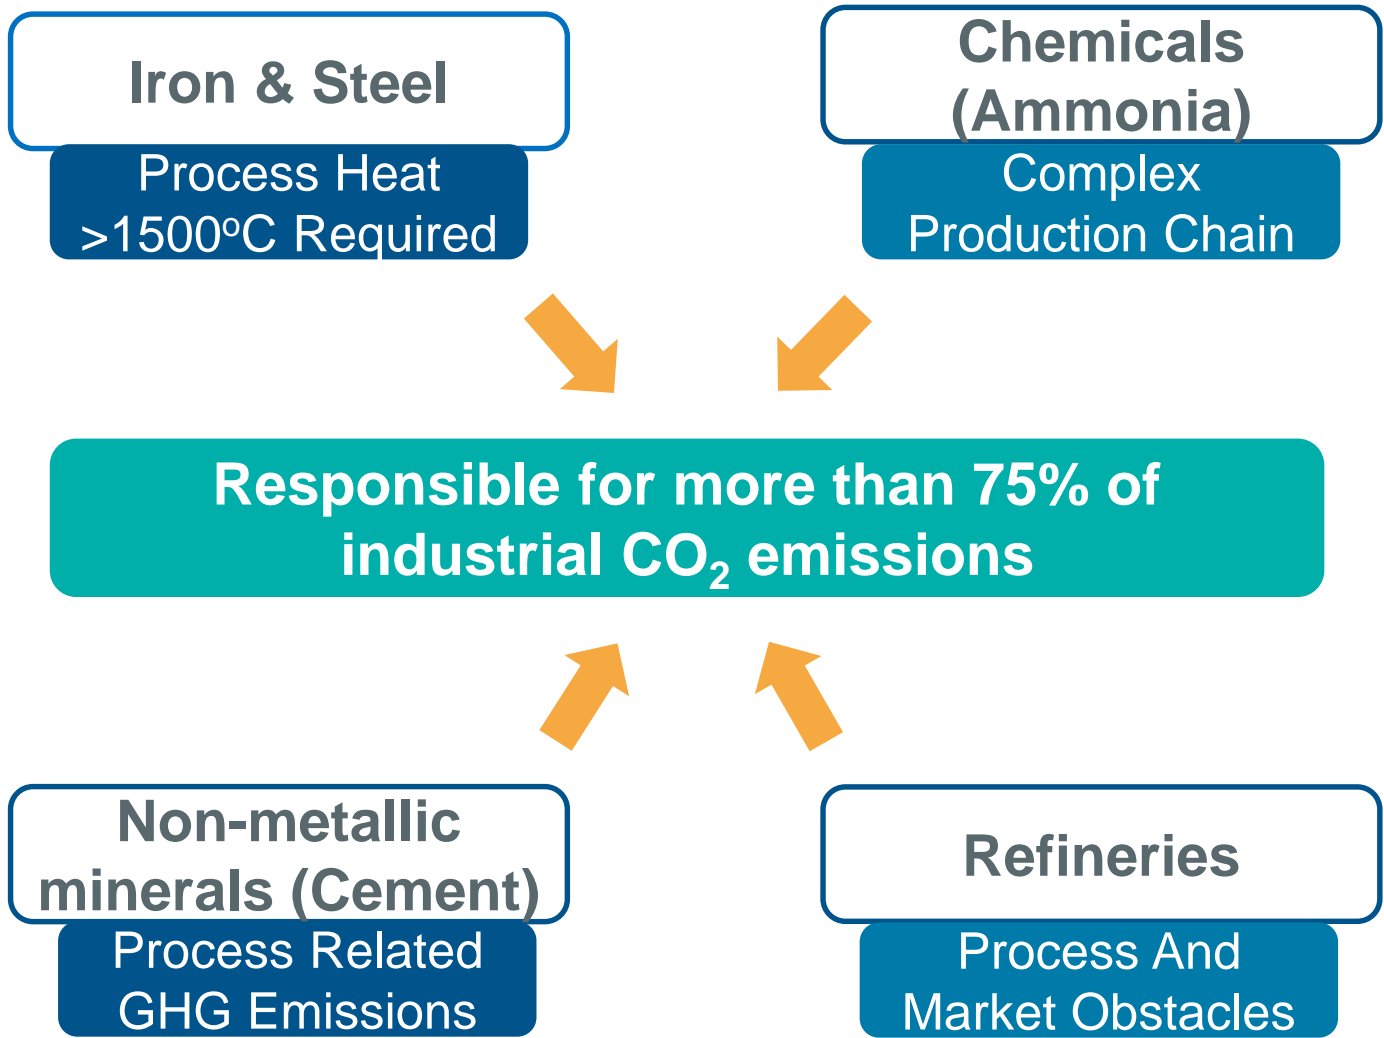 Iron & Steel
Process Heat
>1500ºC Required
Chemicals
(Ammonia)
Complex
Production Chain
Responsible for more than 75% of
industrial CO₂ emissions
Non-metallic
minerals (Cement)
Process Related
GHG Emissions
Refineries
Process And
Market Obstacles